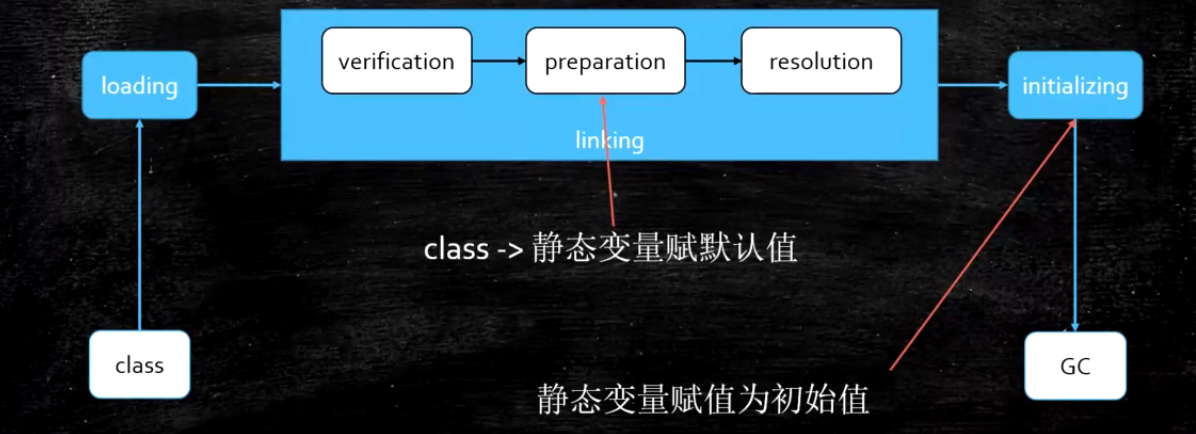 verification
preparation
resolution
loading
initializing
linking
class -> 静态变量赋默认值
class
GC
静态变量赋值为初始值